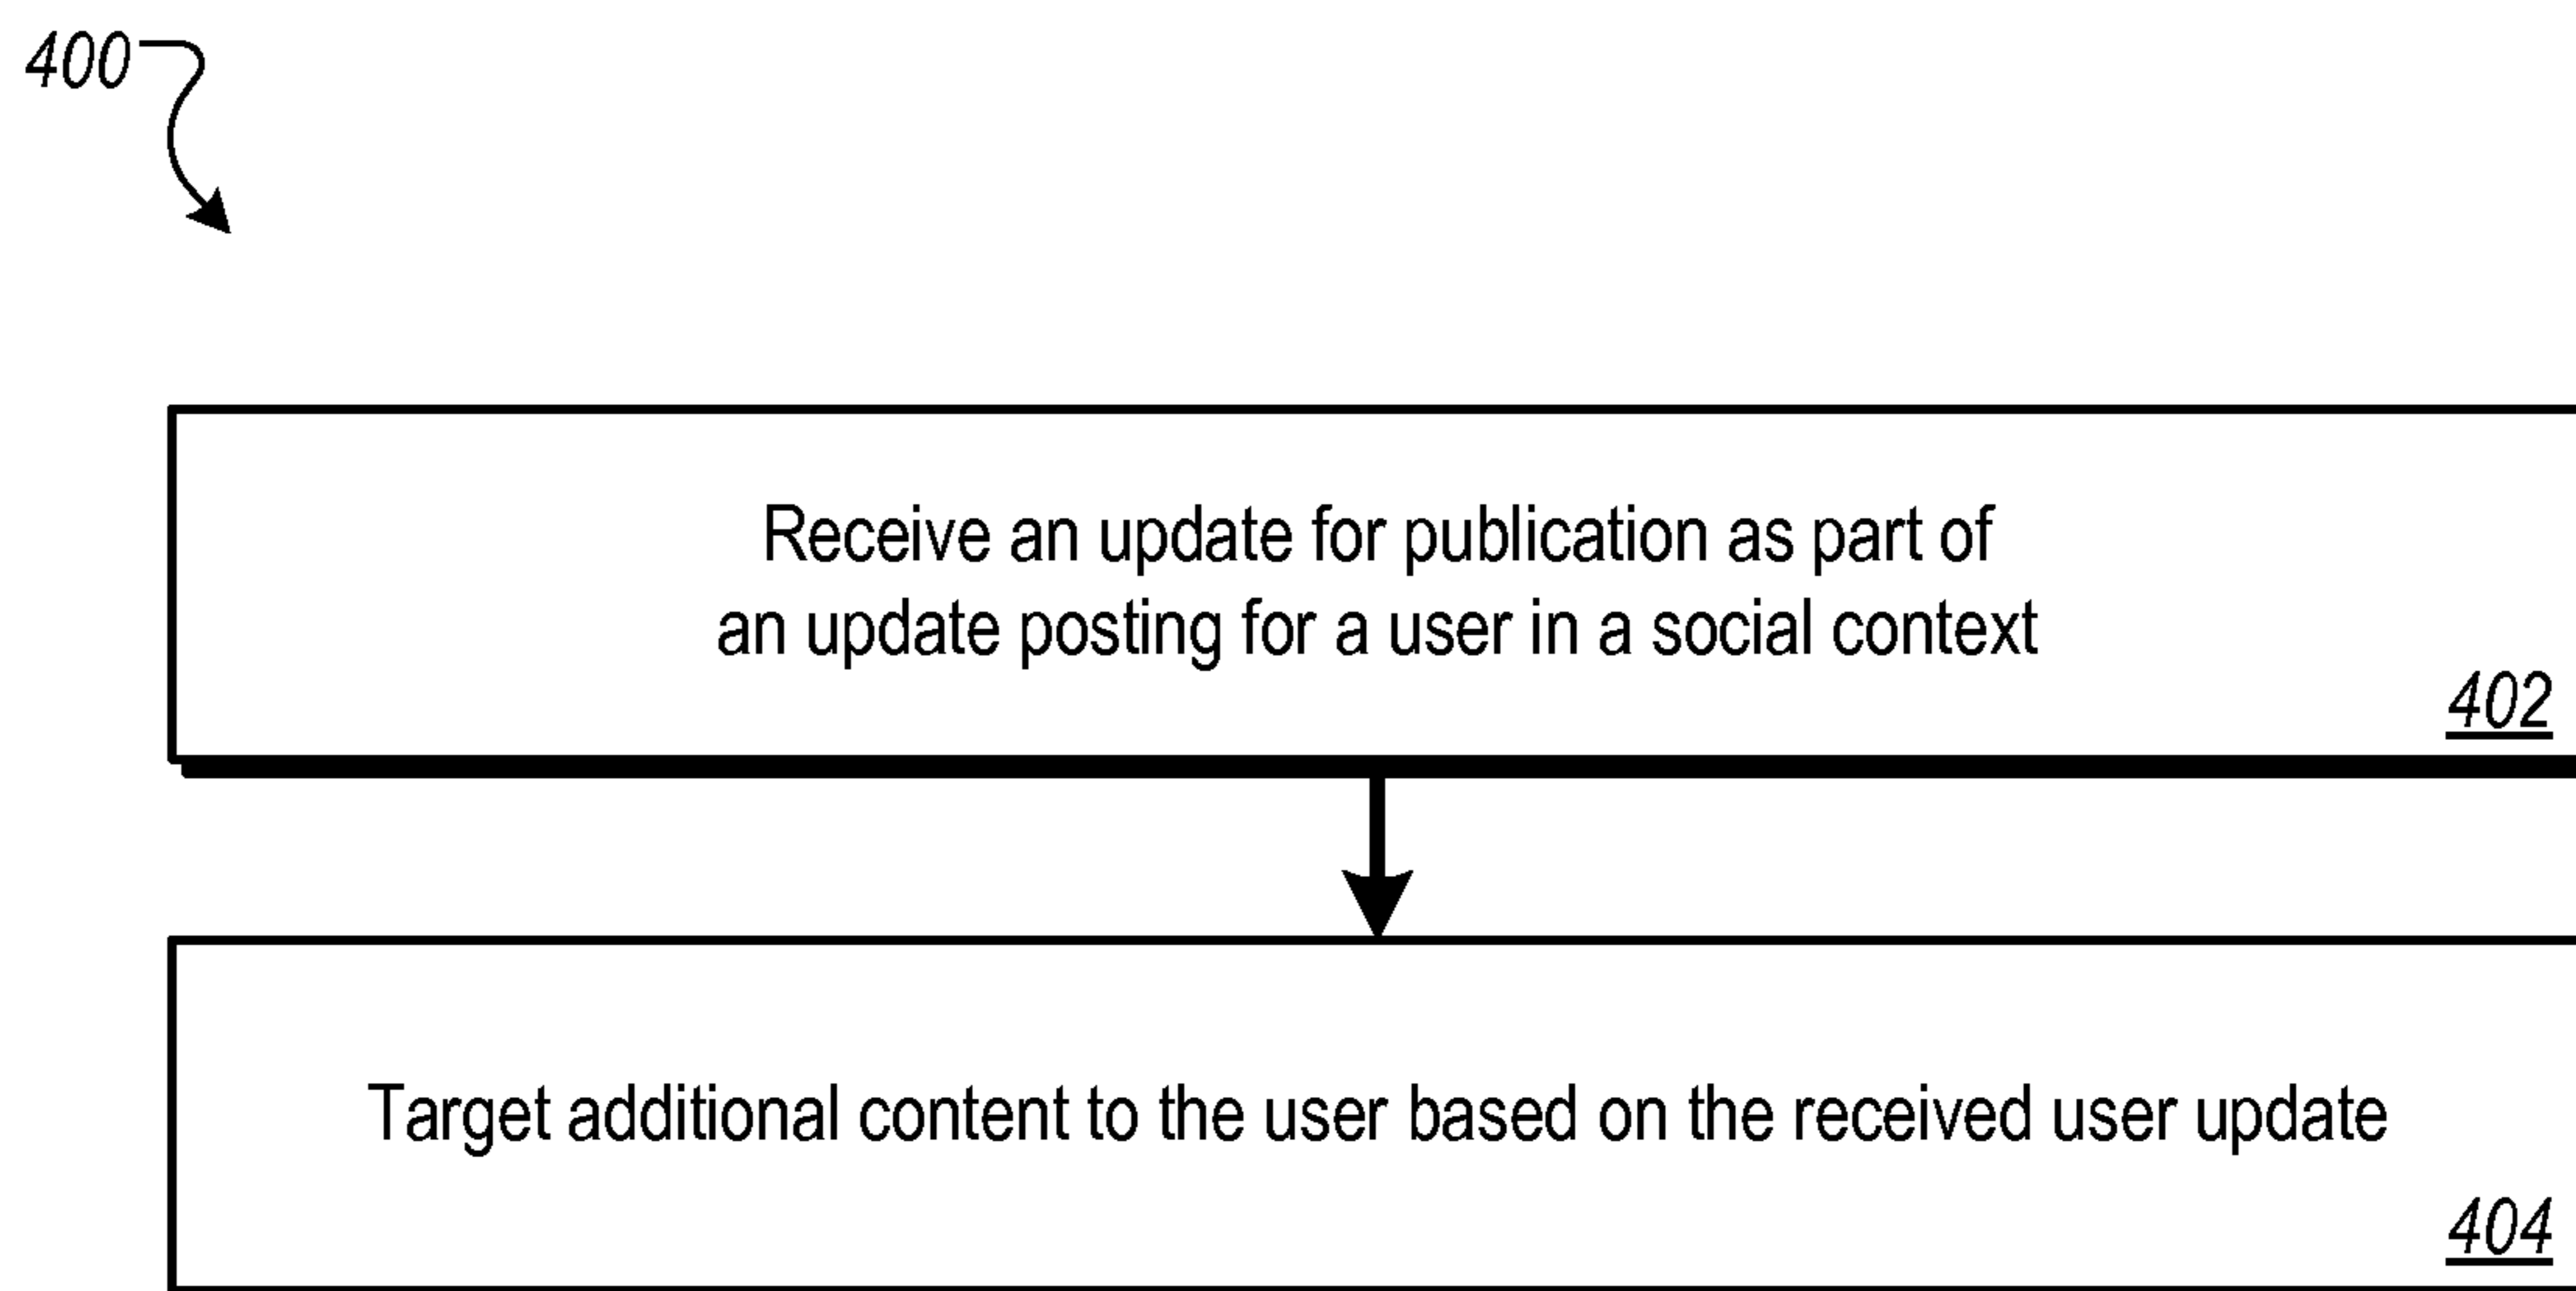 400
Receive an update for publication as part of
an update posting for a user in a social context
402
Target additional content to the user based on the received user update
404